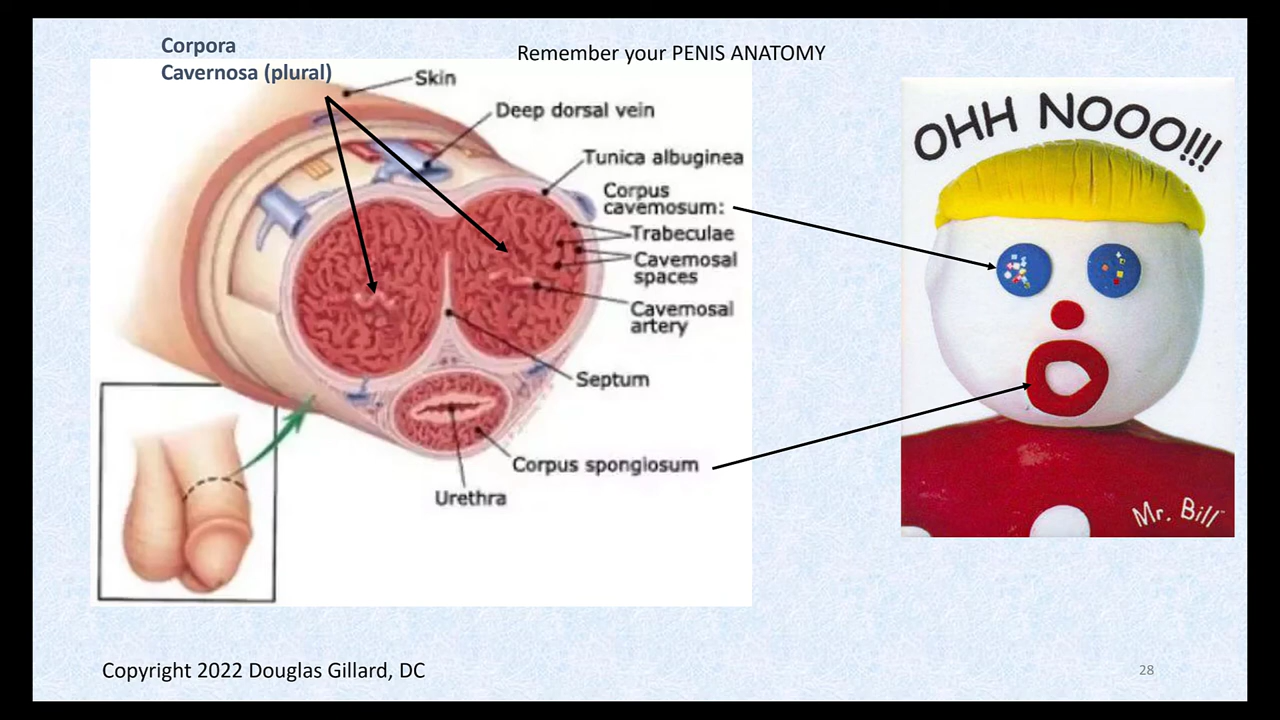 Remember your PENIS ANATOMY
Corpora
Cavernosa (plural)
Skin
Deep dorsal vein
Tunica albuginea
Corpus
cavemosum:
Trabeculae
Cavemosal
spaces
Cavemosal
artery
Septum
Corpus spongiosum
Urethra
OHH NOOO!!!
Mr. Bill
Copyright 2022 Douglas Gillard, DC
28